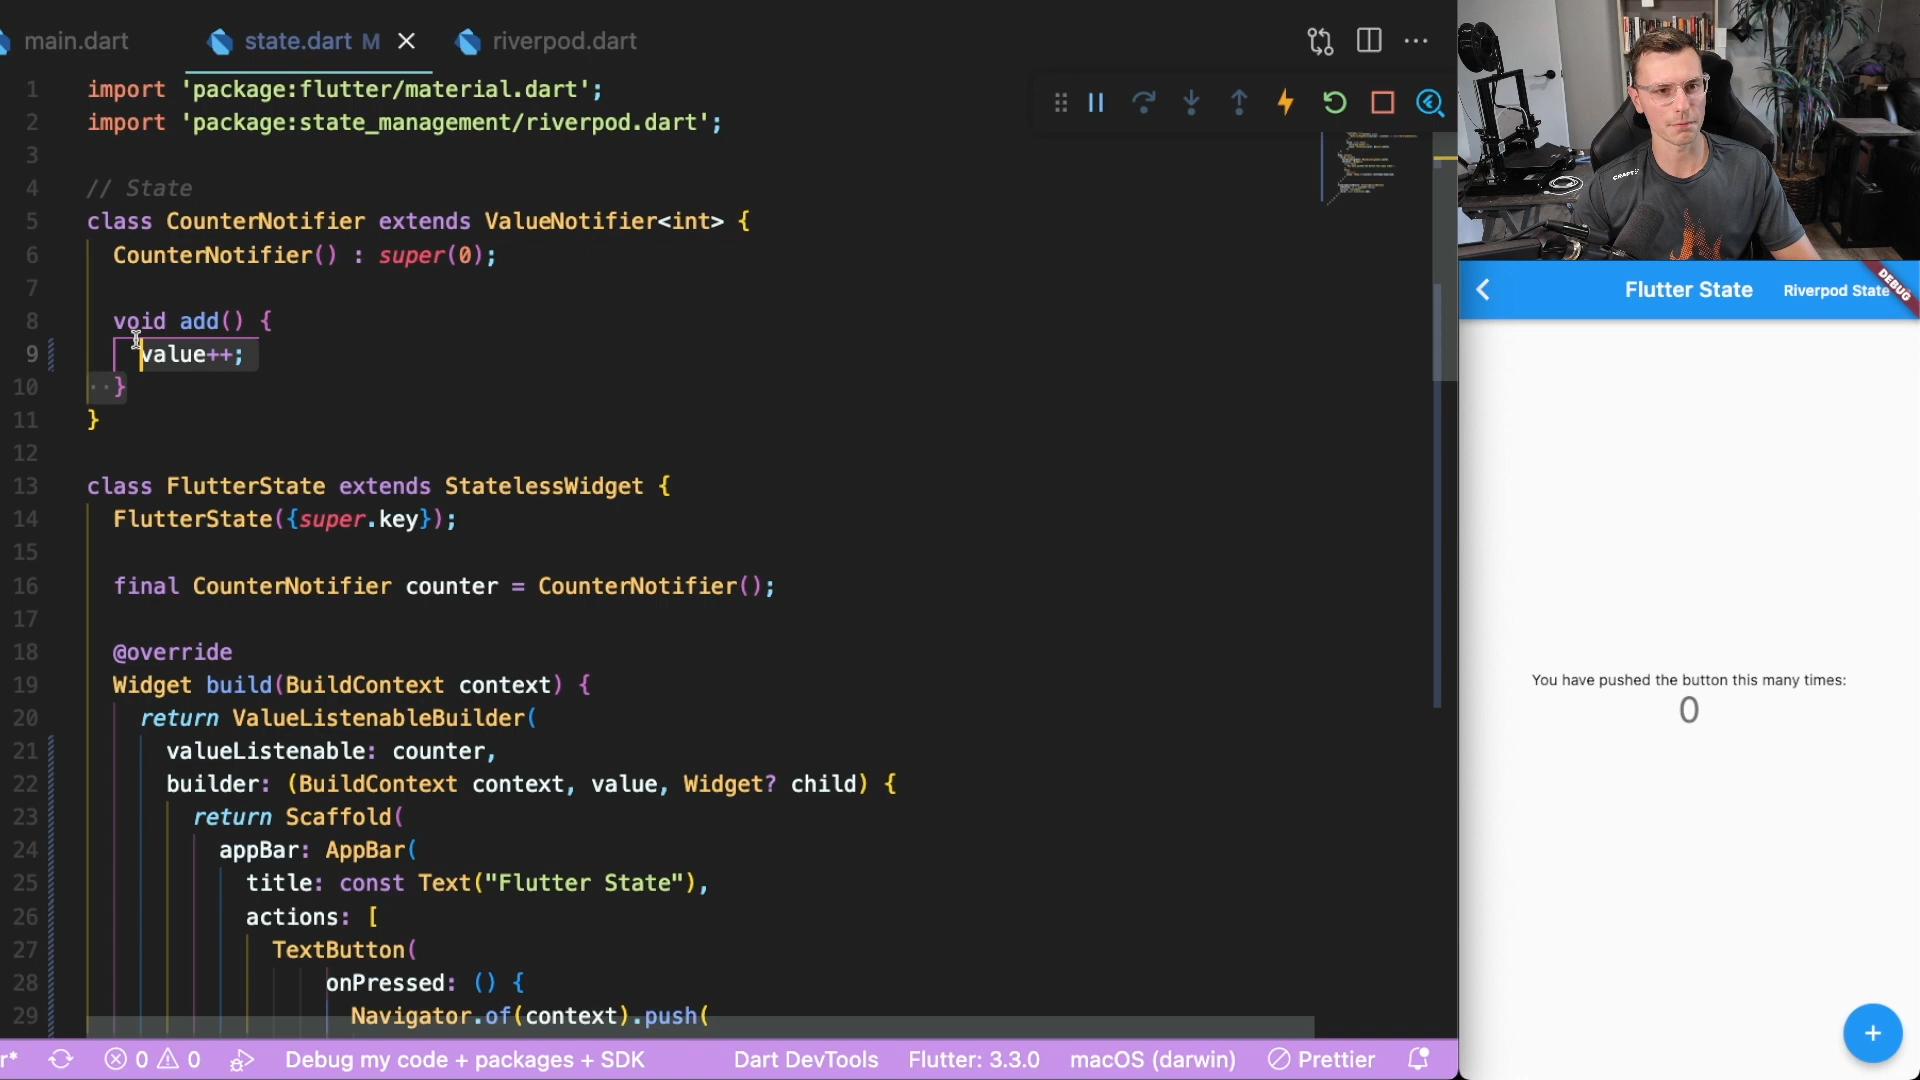 main.dart
state.dart M
riverpod.dart
1 import 'package:flutter/material.dart';
2 import 'package:state_management/riverpod.dart';
3
4 // State
5 class CounterNotifier extends ValueNotifier<int> {
6 CounterNotifier() : super(0);
7
8 void add() {
9 value++;
10 }
11 }
12
13 class FlutterState extends StatelessWidget {
14 FlutterState({super.key});
15
16 final CounterNotifier counter = CounterNotifier();
17
18 @override
19 Widget build(BuildContext context) {
20 return ValueListenableBuilder(
21 valueListenable: counter,
22 builder: (BuildContext context, value, Widget? child) {
23 return Scaffold(
24 appBar: AppBar(
25 title: const Text("Flutter State"),
26 actions: [
27 TextButton(
28 onPressed: () {
29 Navigator.of(context).push(
r* 0 0 Debug my code + packages + SDK Dart DevTools Flutter: 3.3.0 macOS (darwin) Prettier
CRAFT
Flutter State
Riverpod State
DEBUG
You have pushed the button this many times:
0
+